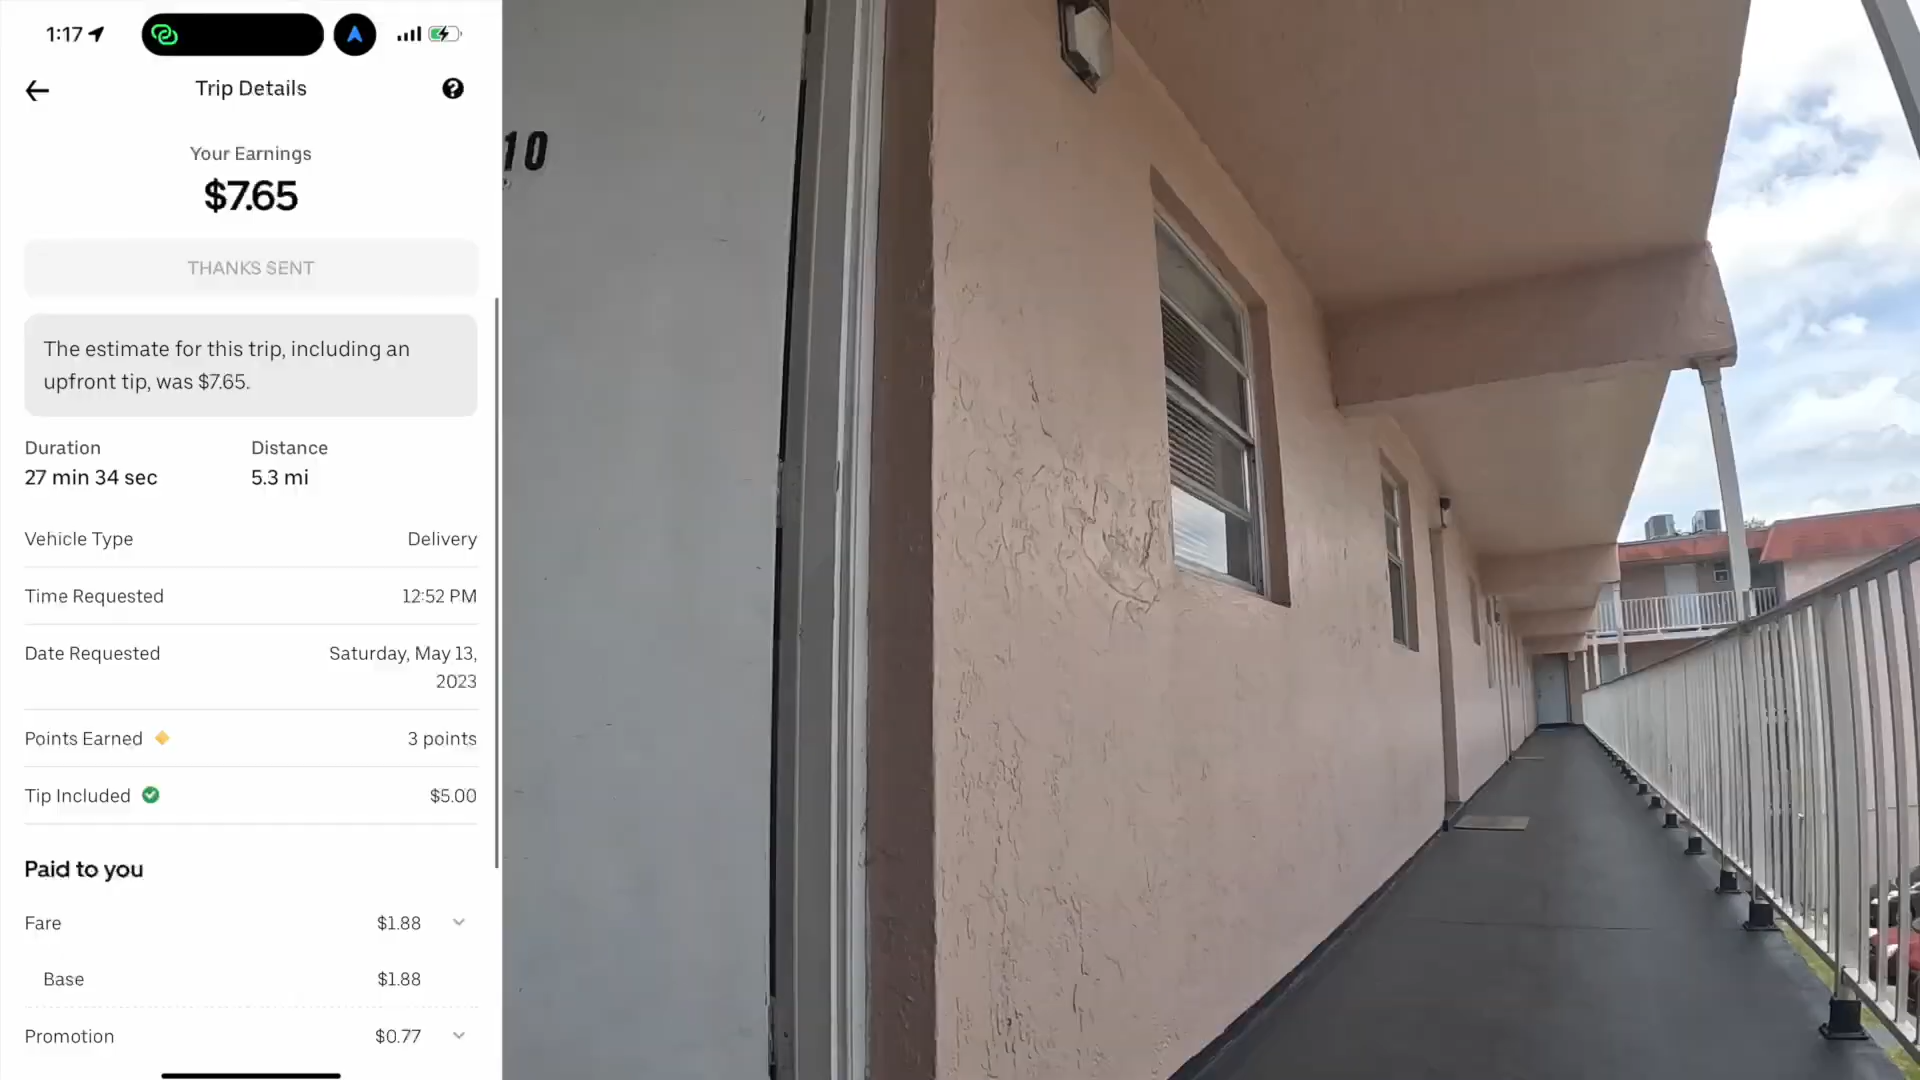 1:17
Trip Details
?
Your Earnings
$7.65
THANKS SENT
The estimate for this trip, including an
upfront tip, was $7.65.
Duration
Distance
27 min 34 sec
5.3 mi
Vehicle Type
Delivery
Time Requested
12:52 PM
Date Requested
Saturday, May 13,
2023
Points Earned
3 points
Tip Included
$5.00
Paid to you
Fare
$1.88
Base
$1.88
Promotion
$0.77
10